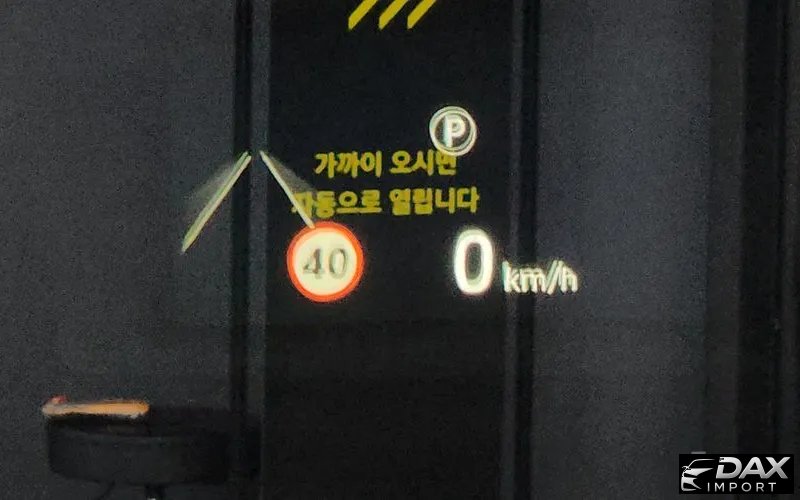 P
가까이 오시면
자동으로 열립니다
40
0 km/h
DAX
IMPORT